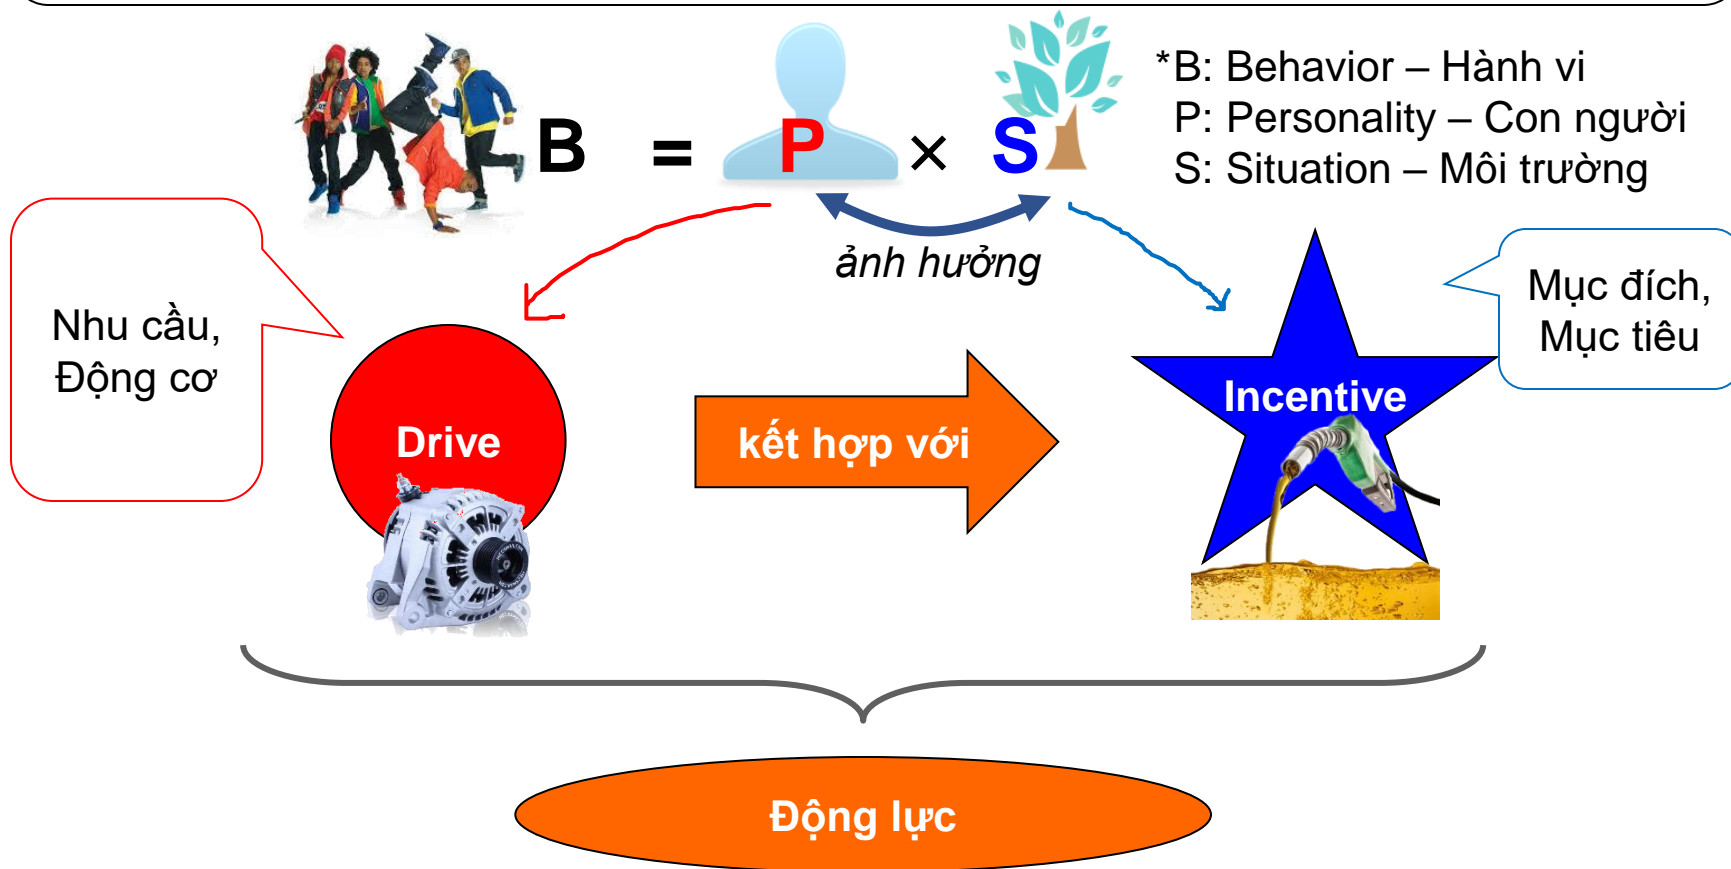 B = P × S
*B: Behavior – Hành vi
P: Personality – Con người
S: Situation – Môi trường
ảnh hưởng
Nhu cầu,
Động cơ
Mục đích,
Mục tiêu
Drive
kết hợp với
Incentive
Động lực